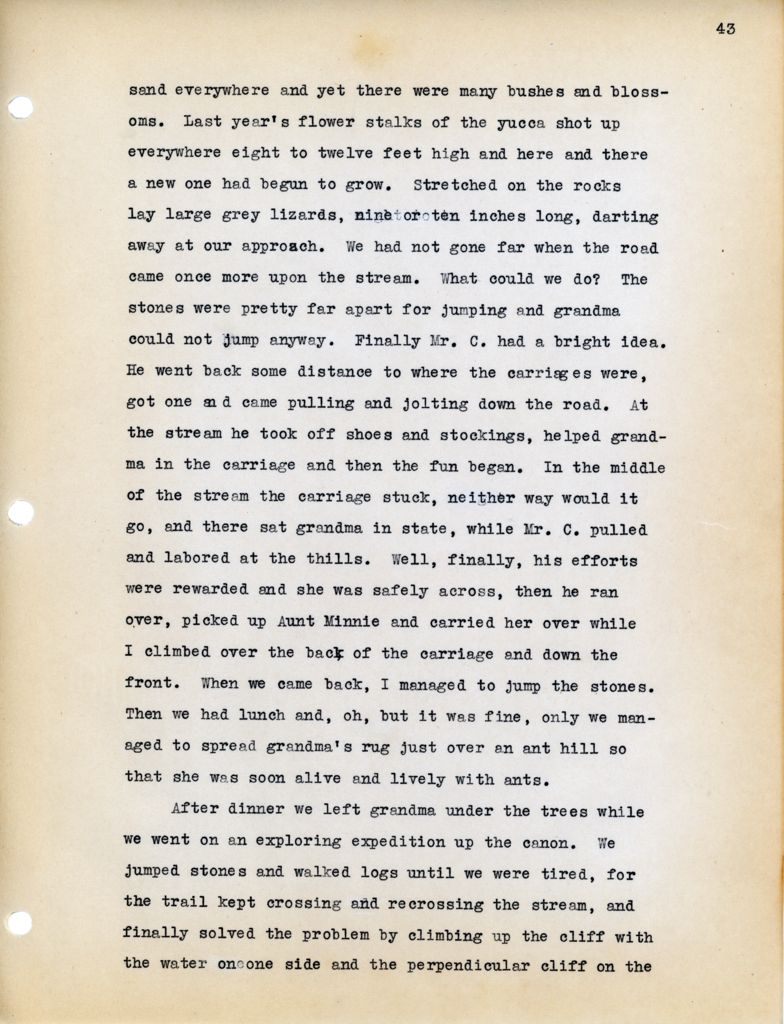 43
sand everywhere and yet there were many bushes and bloss-
oms. Last year's flower stalks of the yucca shot up
everywhere eight to twelve feet high and here and there
a new one had begun to grow. Stretched on the rocks
lay large grey lizards, nine to or ten inches long, darting
away at our approach. We had not gone far when the road
came once more upon the stream. What could we do? The
stones were pretty far apart for jumping and grandma
could not jump anyway. Finally Mr. C. had a bright idea.
He went back some distance to where the carriages were,
got one and came pulling and jolting down the road. At
the stream he took off shoes and stockings, helped grand-
ma in the carriage and then the fun began. In the middle
of the stream the carriage stuck, neither way would it
go, and there sat grandma in state, while Mr. C. pulled
and labored at the thills. Well, finally, his efforts
were rewarded and she was safely across, then he ran
over, picked up Aunt Minnie and carried her over while
I climbed over the back of the carriage and down the
front. When we came back, I managed to jump the stones.
Then we had lunch and, oh, but it was fine, only we man-
aged to spread grandma's rug just over an ant hill so
that she was soon alive and lively with ants.
After dinner we left grandma under the trees while
we went on an exploring expedition up the canon. We
jumped stones and walked logs until we were tired, for
the trail kept crossing and recrossing the stream, and
finally solved the problem by climbing up the cliff with
the water on one side and the perpendicular cliff on the